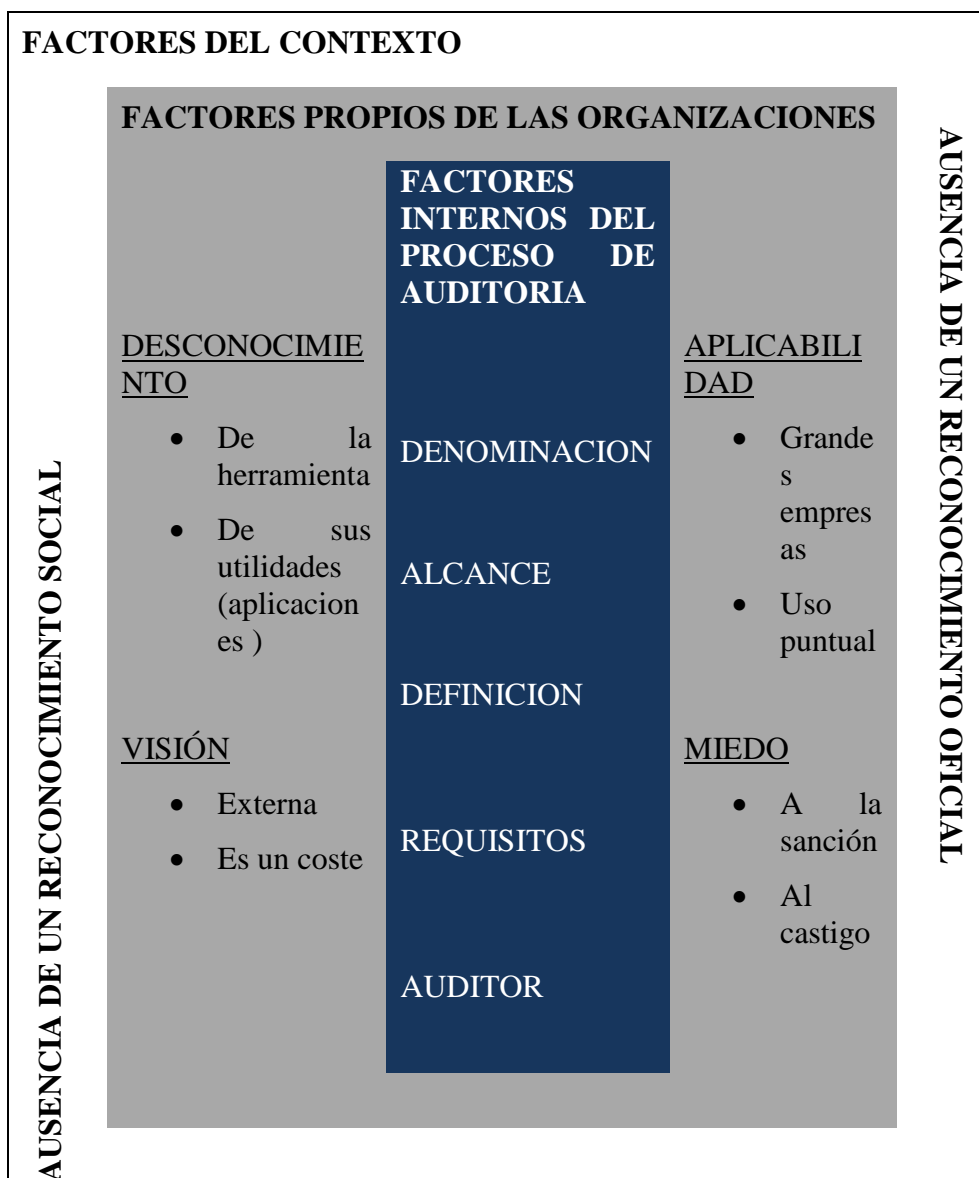 FACTORES DEL CONTEXTO
FACTORES PROPIOS DE LAS ORGANIZACIONES
FACTORES
INTERNOS DEL
PROCESO DE
AUDITORIA
DESCONOCIMIE
NTO
• De la
herramienta
• De sus
utilidades
(aplicacion
es )
VISIÓN
• Externa
• Es un coste
DENOMINACION
ALCANCE
DEFINICION
REQUISITOS
AUDITOR
APLICABILI
DAD
• Grande
s
empres
as
• Uso
puntual
MIEDO
• A la
sanción
• Al
castigo
AUSENCIA DE UN RECONOCIMIENTO SOCIAL
AUSENCIA DE UN RECONOCIMIENTO OFICIAL